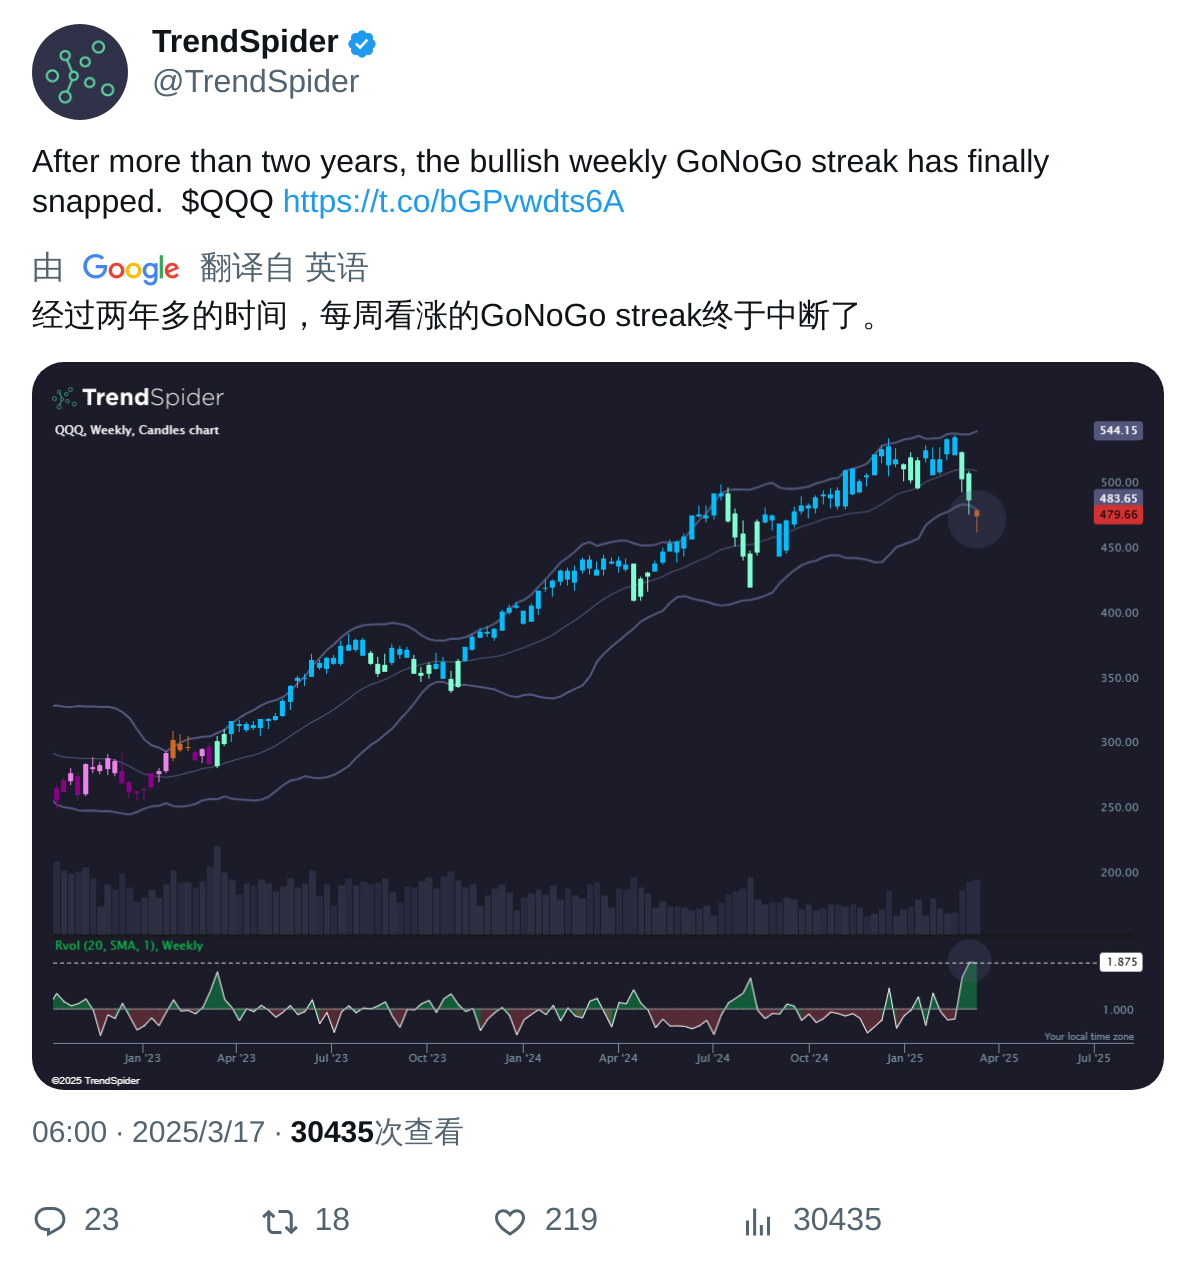 TrendSpider
@TrendSpider
After more than two years, the bullish weekly GoNoGo streak has finally
snapped.  $QQQ https://t.co/bGPvwdts6A
由 Google 翻译自 英语
经过两年多的时间，每周看涨的GoNoGo streak终于中断了。
TrendSpider
QQQ, Weekly, Candles chart
544.15
500.00
483.65
479.66
450.00
400.00
350.00
300.00
250.00
200.00
Rvol (20, SMA, 1), Weekly
1.875
1.000
Your local time zone
Jan '23 Apr '23 Jul '23 Oct '23 Jan '24 Apr '24 Jul '24 Oct '24 Jan '25 Apr '25 Jul '25
©2025 TrendSpider
06:00 · 2025/3/17 · 30435次查看
23 18 219 30435